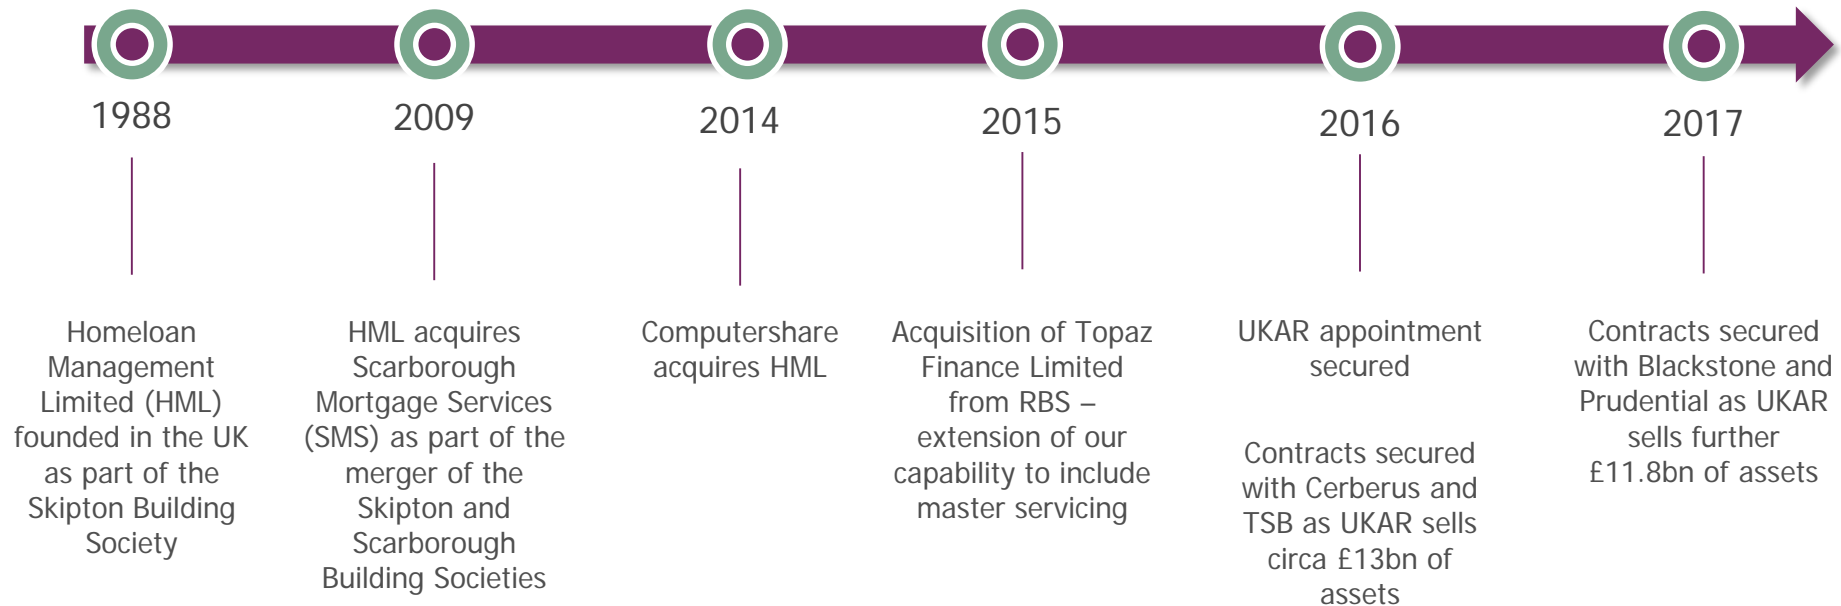 1988
2009
2014
2015
2016
2017
Homeloan
Management
Limited (HML)
founded in the UK
as part of the
Skipton Building
Society
HML acquires
Scarborough
Mortgage Services
(SMS) as part of the
merger of the
Skipton and
Scarborough
Building Societies
Computershare
acquires HML
Acquisition of Topaz
Finance Limited
from RBS –
extension of our
capability to include
master servicing
UKAR appointment
secured
Contracts secured
with Cerberus and
TSB as UKAR sells
circa £13bn of
assets
Contracts secured
with Blackstone and
Prudential as UKAR
sells further
£11.8bn of assets